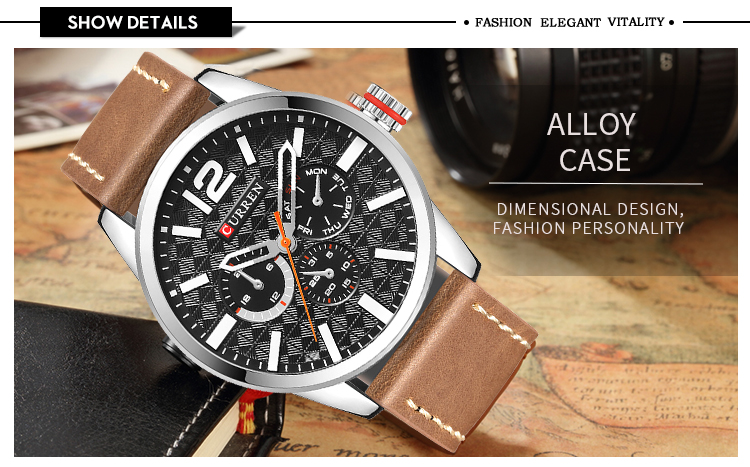 SHOW DETAILS
• FASHION ELEGANT VITALITY •
ALLOY
CASE
DIMENSIONAL DESIGN,
FASHION PERSONALITY
12
CURREN
MON
TUE
WED
THU
FRI
SAT
31
5
10
15
20
25
6
12
18